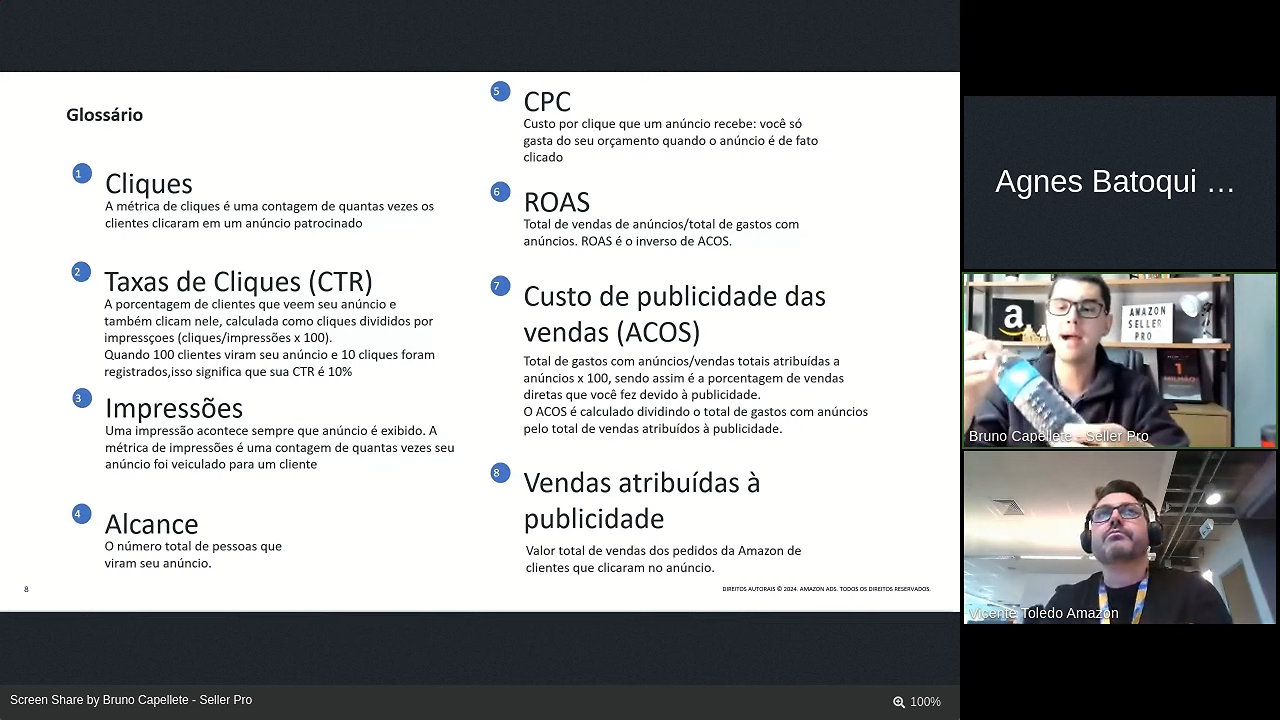 Glossário
1
Cliques
A métrica de cliques é uma contagem de quantas vezes os
clientes clicaram em um anúncio patrocinado
2
Taxas de Cliques (CTR)
A porcentagem de clientes que veem seu anúncio e
também clicam nele, calculada como cliques divididos por
impressçoes (cliques/impressões x 100).
Quando 100 clientes viram seu anúncio e 10 cliques foram
registrados,isso significa que sua CTR é 10%
3
Impressões
Uma impressão acontece sempre que anúncio é exibido. A
métrica de impressões é uma contagem de quantas vezes seu
anúncio foi veiculado para um cliente
4
Alcance
O número total de pessoas que
viram seu anúncio.
5
CPC
Custo por clique que um anúncio recebe: você só
gasta do seu orçamento quando o anúncio é de fato
clicado
6
ROAS
Total de vendas de anúncios/total de gastos com
anúncios. ROAS é o inverso de ACOS.
7
Custo de publicidade das
vendas (ACOS)
Total de gastos com anúncios/vendas totais atribuídas a
anúncios x 100, sendo assim é a porcentagem de vendas
diretas que você fez devido à publicidade.
O ACOS é calculado dividindo o total de gastos com anúncios
pelo total de vendas atribuídos à publicidade.
8
Vendas atribuídas à
publicidade
Valor total de vendas dos pedidos da Amazon de
clientes que clicaram no anúncio.
8
DIREITOS AUTORAIS © 2024. AMAZON ADS. TODOS OS DIREITOS RESERVADOS.
Agnes Batoqui …
a
AMAZON
SELLER
PRO
1
MILHÃO
Bruno Capellete - Seller Pro
Vicente Toledo Amazon
Screen Share by Bruno Capellete - Seller Pro
100%